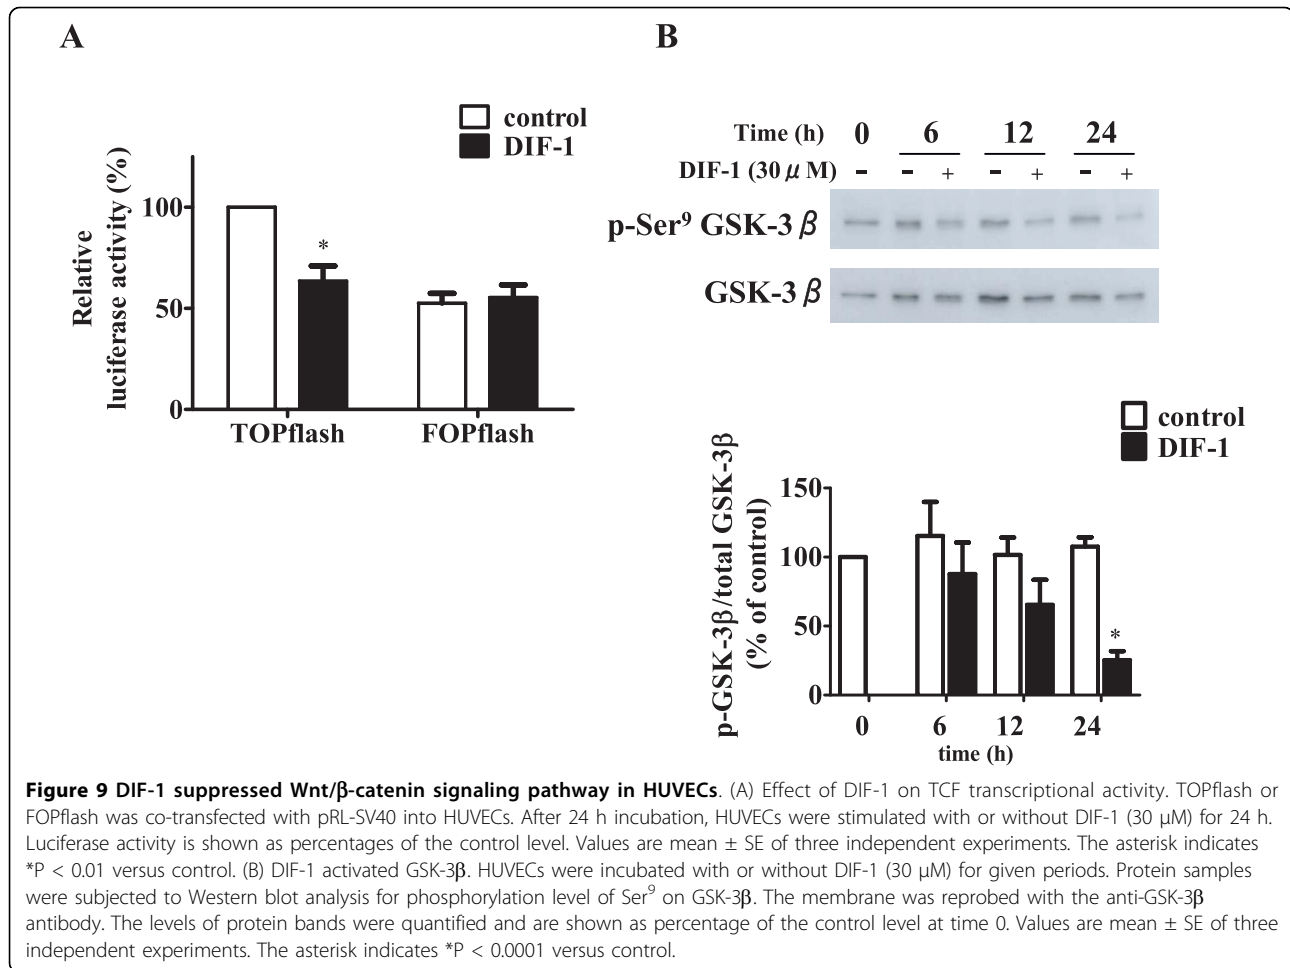 A
control
DIF-1
Relative
luciferase activity (%)
100
50
0
*
TOPflash
FOPflash
B
Time (h) 0 6 12 24
DIF-1 (30 μM) - - + - + - +
p-Ser⁹ GSK-3β
GSK-3β
control
DIF-1
p-GSK-3β/total GSK-3β
(% of control)
150
100
50
0
*
0 6 12 24
time (h)
Figure 9 DIF-1 suppressed Wnt/β-catenin signaling pathway in HUVECs. (A) Effect of DIF-1 on TCF transcriptional activity. TOPflash or
FOPflash was co-transfected with pRL-SV40 into HUVECs. After 24 h incubation, HUVECs were stimulated with or without DIF-1 (30 μM) for 24 h.
Luciferase activity is shown as percentages of the control level. Values are mean ± SE of three independent experiments. The asterisk indicates
*P < 0.01 versus control. (B) DIF-1 activated GSK-3β. HUVECs were incubated with or without DIF-1 (30 μM) for given periods. Protein samples
were subjected to Western blot analysis for phosphorylation level of Ser⁹ on GSK-3β. The membrane was reprobed with the anti-GSK-3β
antibody. The levels of protein bands were quantified and are shown as percentage of the control level at time 0. Values are mean ± SE of three
independent experiments. The asterisk indicates *P < 0.0001 versus control.